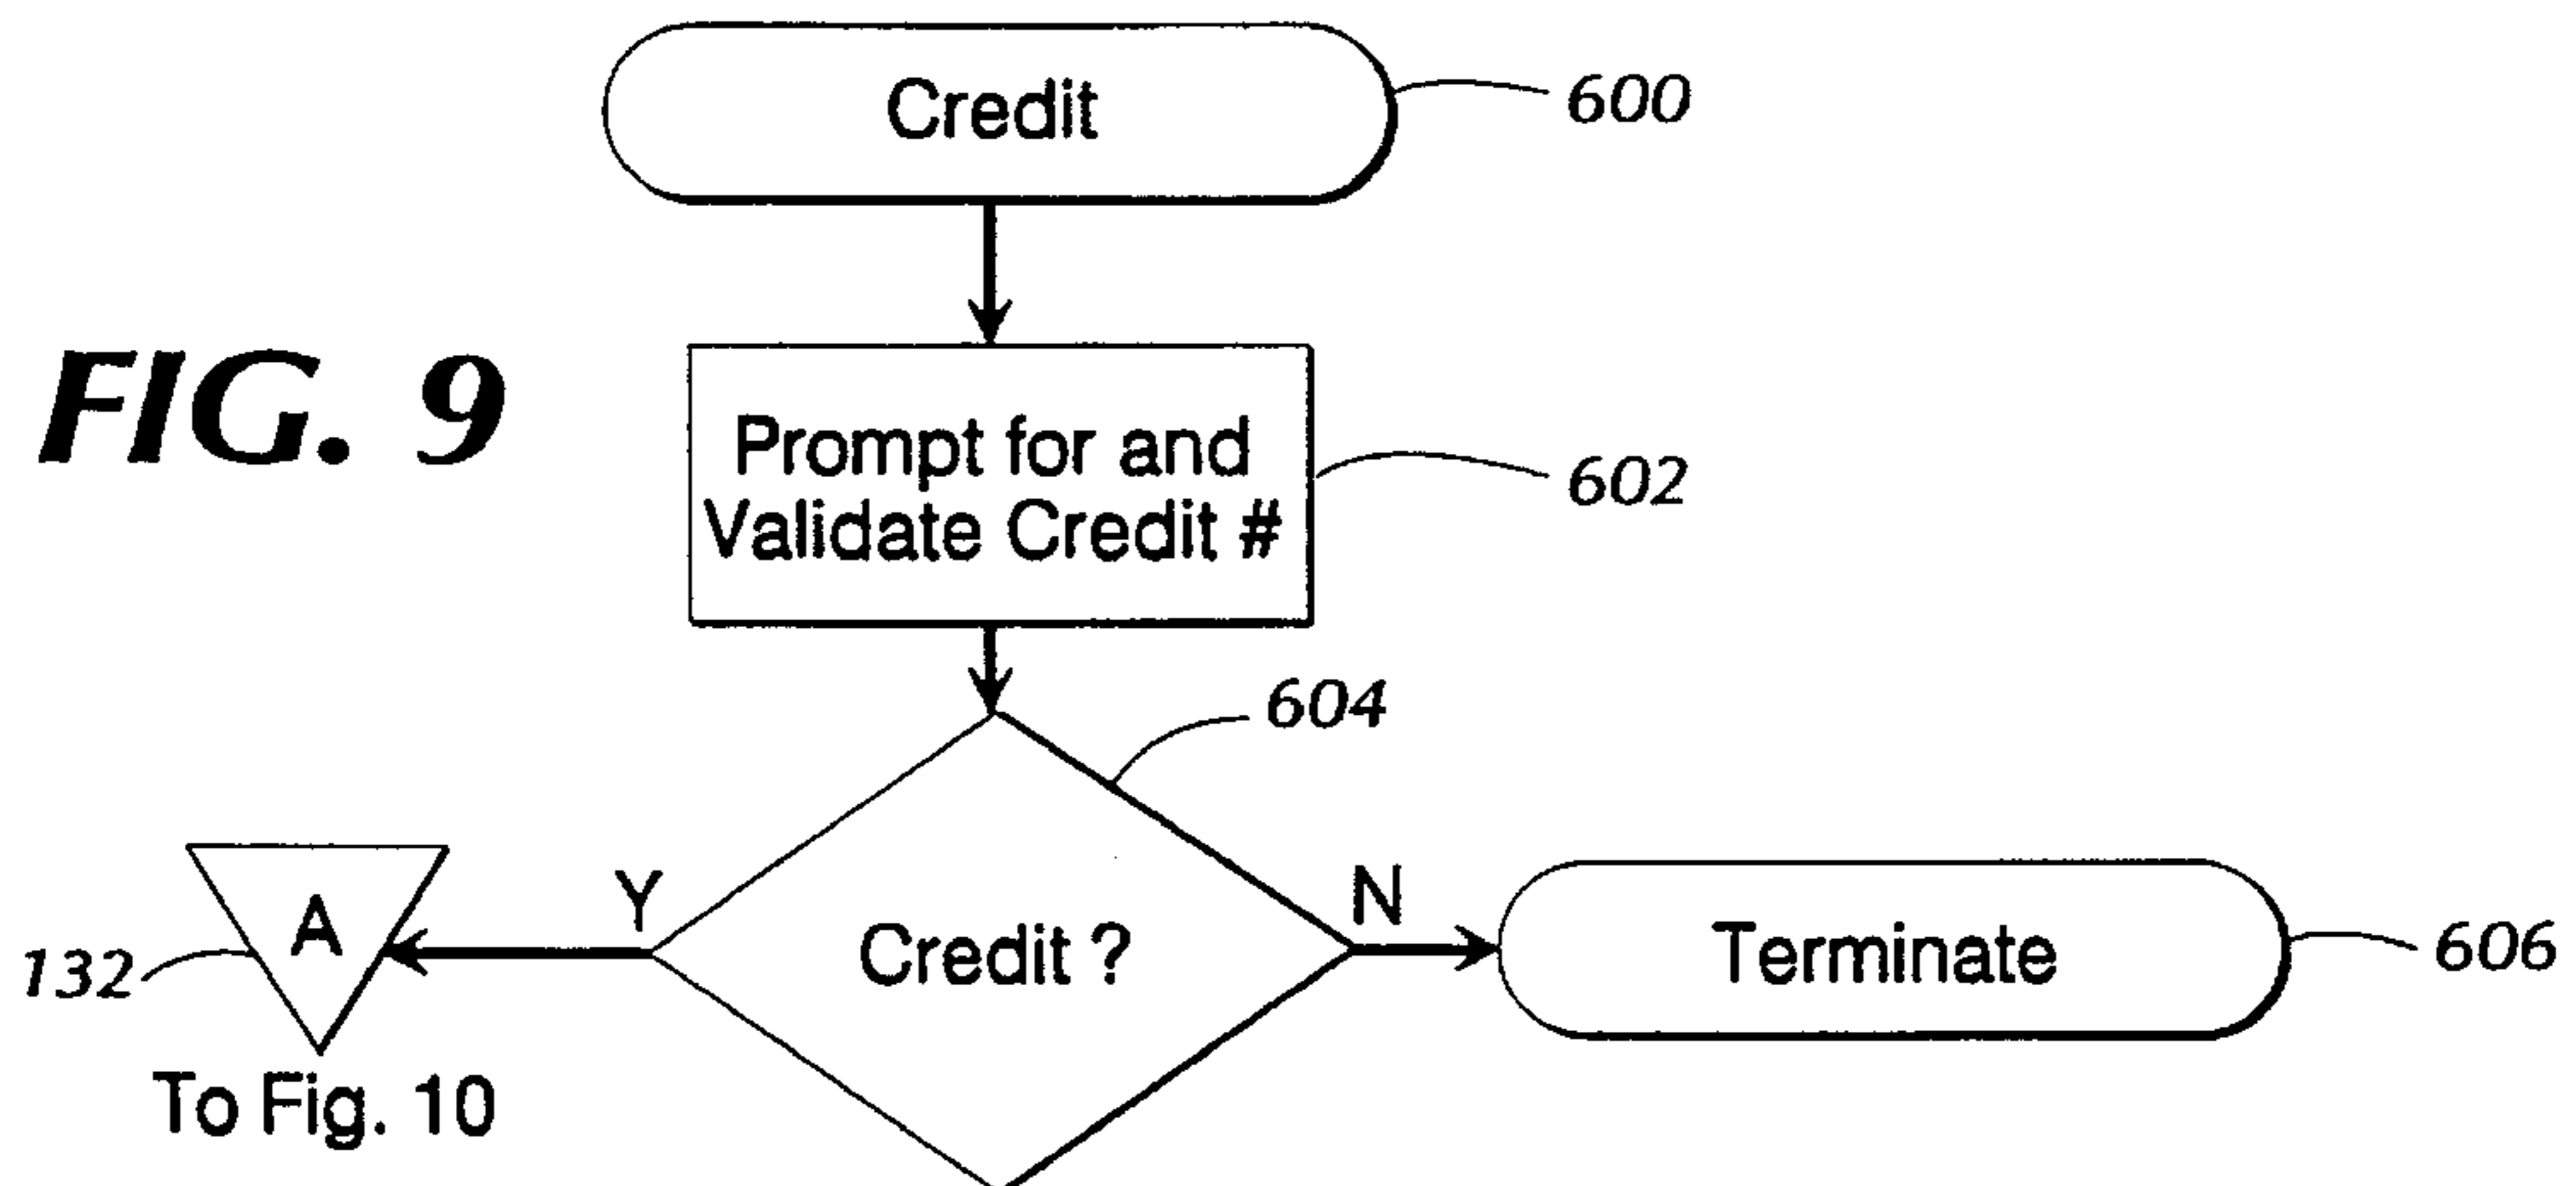 Credit
600
FIG. 9
Prompt for and
Validate Credit #
602
604
Y
N
A
Credit ?
Terminate
132
606
To Fig. 10